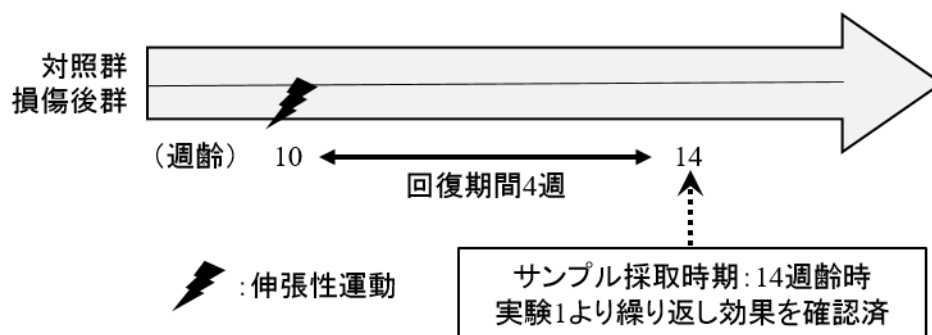 対照群
損傷後群
（週齢） 10 14
回復期間4週
：伸張性運動
サンプル採取時期：14週齢時
実験1より繰り返し効果を確認済